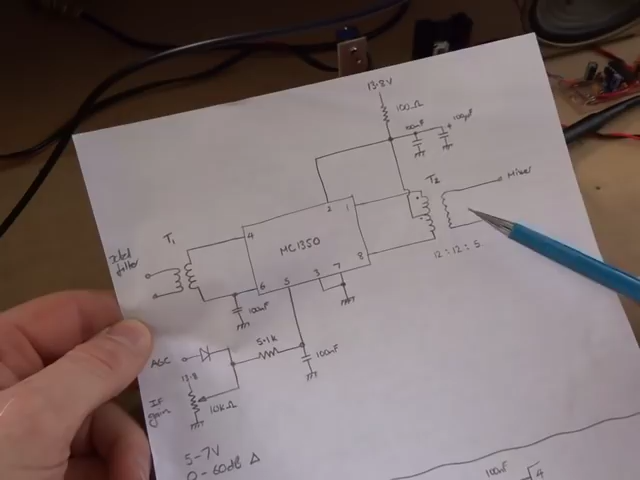 13.8V
100Ω
100nF
100µF
T2
Mixer
2 1
T1
4
MC1350
Xtal
filter
8
12:12:5
6 5 3 7
100nF
5.1k
AGC
100nF
13.8
IF
gain
5-7V
0-60dB Δ
100nF
4